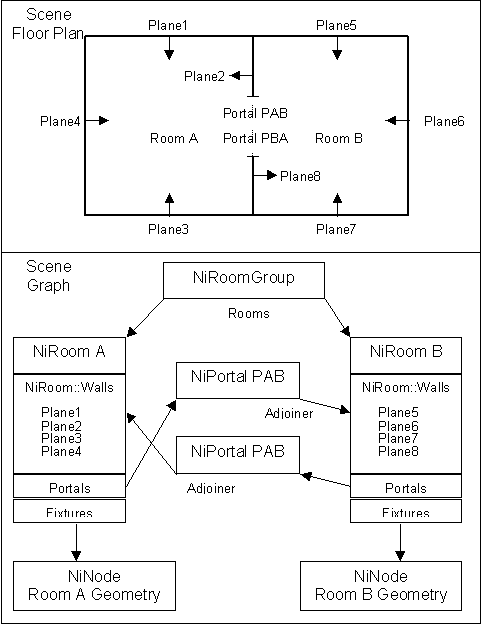 Scene
Floor Plan
Plane1
Plane5
Plane2
Portal PAB
Plane4
Plane6
Room A
Portal PBA
Room B
Plane8
Plane3
Plane7
Scene
Graph
NiRoomGroup
Rooms
NiRoom A
NiRoom B
NiPortal PAB
NiRoom::Walls
NiRoom::Walls
Plane1
Plane2
Plane3
Plane4
Adjoiner
Plane5
Plane6
Plane7
Plane8
NiPortal PAB
Portals
Adjoiner
Portals
Fixtures
Fixtures
NiNode
Room A Geometry
NiNode
Room B Geometry